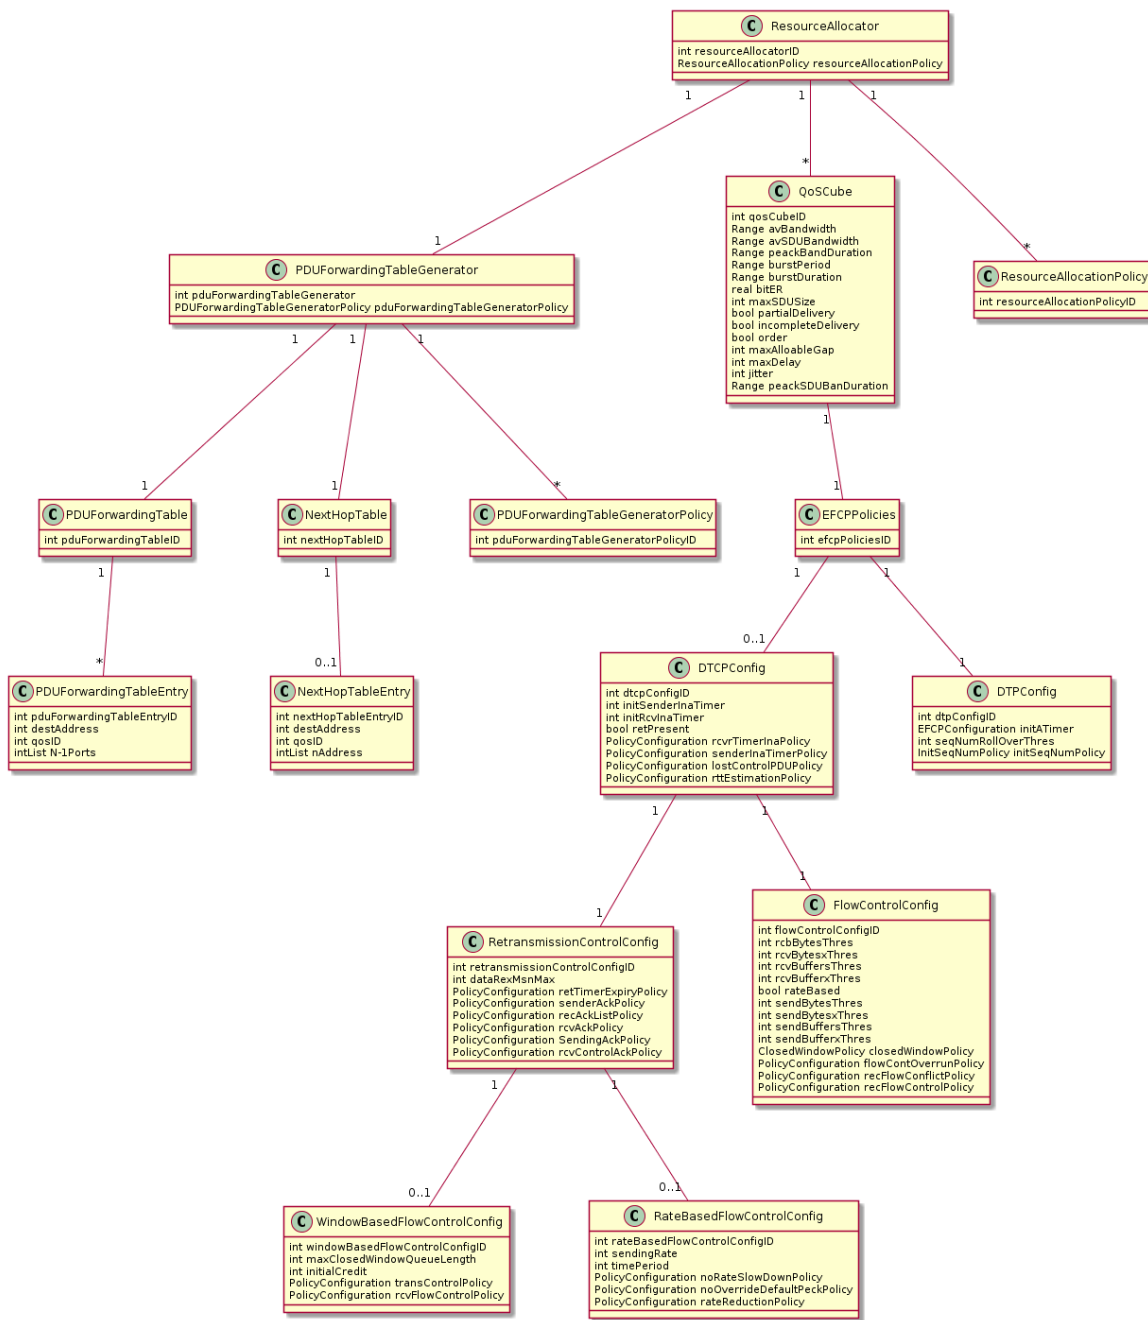 C ResourceAllocator
int resourceAllocatorID
ResourceAllocationPolicy resourceAllocationPolicy
1
1
1
*
C QoSCube
int qosCubeID
Range avBandwidth
Range avSDUBandwidth
Range peackBandDuration
Range burstPeriod
Range burstDuration
real bitER
int maxSDUSize
bool partialDelivery
bool incompleteDelivery
bool order
int maxAlloableGap
int maxDelay
int jitter
Range peackSDUBanDuration
*
C ResourceAllocationPolicy
int resourceAllocationPolicyID
1
C PDUForwardingTableGenerator
int pduForwardingTableGenerator
PDUForwardingTableGeneratorPolicy pduForwardingTableGeneratorPolicy
1
1
1
1
1
1
*
1
C PDUForwardingTable
int pduForwardingTableID
C NextHopTable
int nextHopTableID
C PDUForwardingTableGeneratorPolicy
int pduForwardingTableGeneratorPolicyID
C EFCPPolicies
int efcpPoliciesID
1
1
1
1
*
0..1
0..1
1
C PDUForwardingTableEntry
int pduForwardingTableEntryID
int destAddress
int qosID
intList N-1Ports
C NextHopTableEntry
int nextHopTableEntryID
int destAddress
int qosID
intList nAddress
C DTCPConfig
int dtcpConfigID
int initSenderInaTimer
int initRcvInaTimer
bool retPresent
PolicyConfiguration rcvrTimerInaPolicy
PolicyConfiguration senderInaTimerPolicy
PolicyConfiguration lostControlPDUPolicy
PolicyConfiguration rttEstimationPolicy
C DTPConfig
int dtpConfigID
EFCPConfiguration initATimer
int seqNumRollOverThres
InitSeqNumPolicy initSeqNumPolicy
1
1
1
1
C RetransmissionControlConfig
int retransmissionControlConfigID
int dataRexMsnMax
PolicyConfiguration retTimerExpiryPolicy
PolicyConfiguration senderAckPolicy
PolicyConfiguration recAckListPolicy
PolicyConfiguration rcvAckPolicy
PolicyConfiguration SendingAckPolicy
PolicyConfiguration rcvControlAckPolicy
C FlowControlConfig
int flowControlConfigID
int rcbBytesThres
int rcvBytesxThres
int rcvBuffersThres
int rcvBufferxThres
bool rateBased
int sendBytesThres
int sendBytesxThres
int sendBuffersThres
int sendBufferxThres
ClosedWindowPolicy closedWindowPolicy
PolicyConfiguration flowContOverrunPolicy
PolicyConfiguration recFlowConflictPolicy
PolicyConfiguration recFlowControlPolicy
1
1
0..1
0..1
C WindowBasedFlowControlConfig
int windowBasedFlowControlConfigID
int maxClosedWindowQueueLength
int initialCredit
PolicyConfiguration transControlPolicy
PolicyConfiguration rcvFlowControlPolicy
C RateBasedFlowControlConfig
int rateBasedFlowControlConfigID
int sendingRate
int timePeriod
PolicyConfiguration noRateSlowDownPolicy
PolicyConfiguration noOverrideDefaultPeckPolicy
PolicyConfiguration rateReductionPolicy